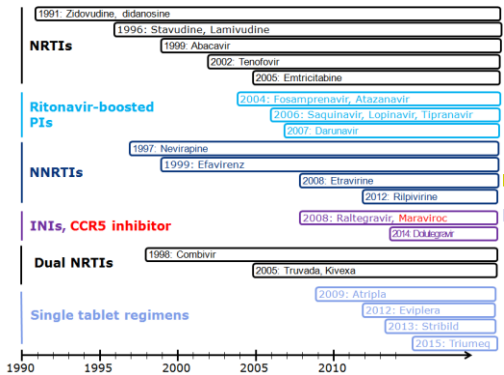 1991: Zidovudine, didanosine
1996: Stavudine, Lamivudine
1999: Abacavir
NRTIs
2002: Tenofovir
2005: Emtricitabine
2004: Fosamprenavir, Atazanavir
Ritonavir-boosted
PIs
2006: Saquinavir, Lopinavir, Tipranavir
2007: Darunavir
1997: Nevirapine
1999: Efavirenz
NNRTIs
2008: Etravirine
2012: Rilpivirine
INIs, CCR5 inhibitor
2008: Raltegravir, Maraviroc
2014: Dolulegravir
1998: Combivir
Dual NRTIs
2005: Truvada, Kivexa
2009: Atripla
Single tablet regimens
2012: Eviplera
2013: Stribild
2015: Triumeq
1990 1995 2000 2005 2010